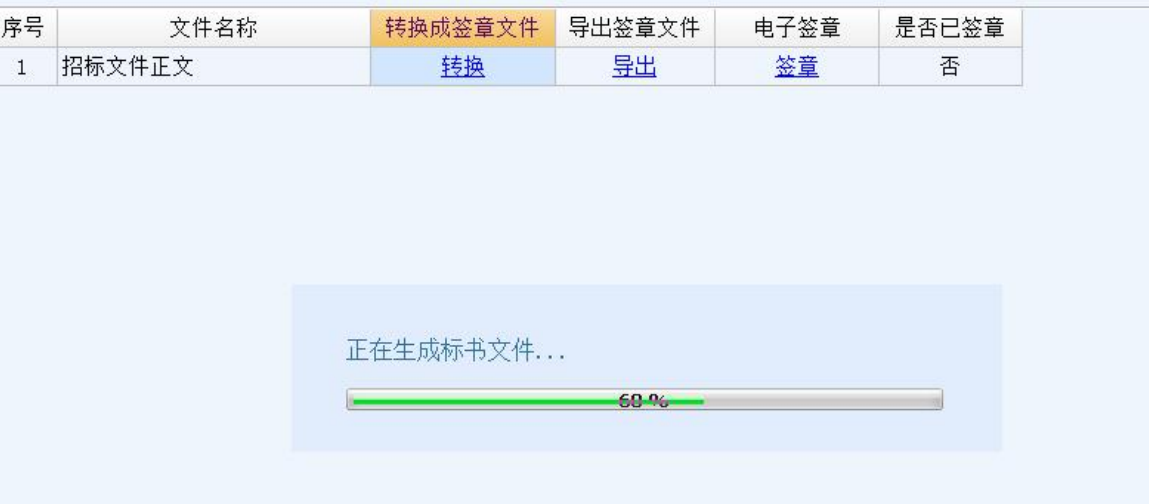 序号 文件名称 转换成签章文件 导出签章文件 电子签章 是否已签章
1 招标文件正文 转换 导出 签章 否
正在生成标书文件...
60 %